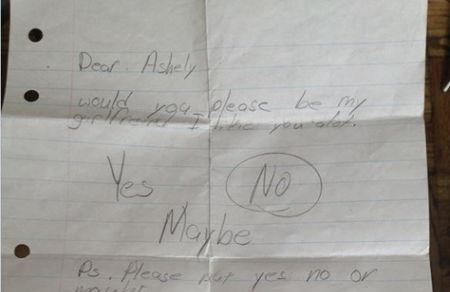 Dear. Ashely
would you please be my
girlfriend I like you alot.
Yes NO
Maybe
Ps. Please put yes no or
maybe